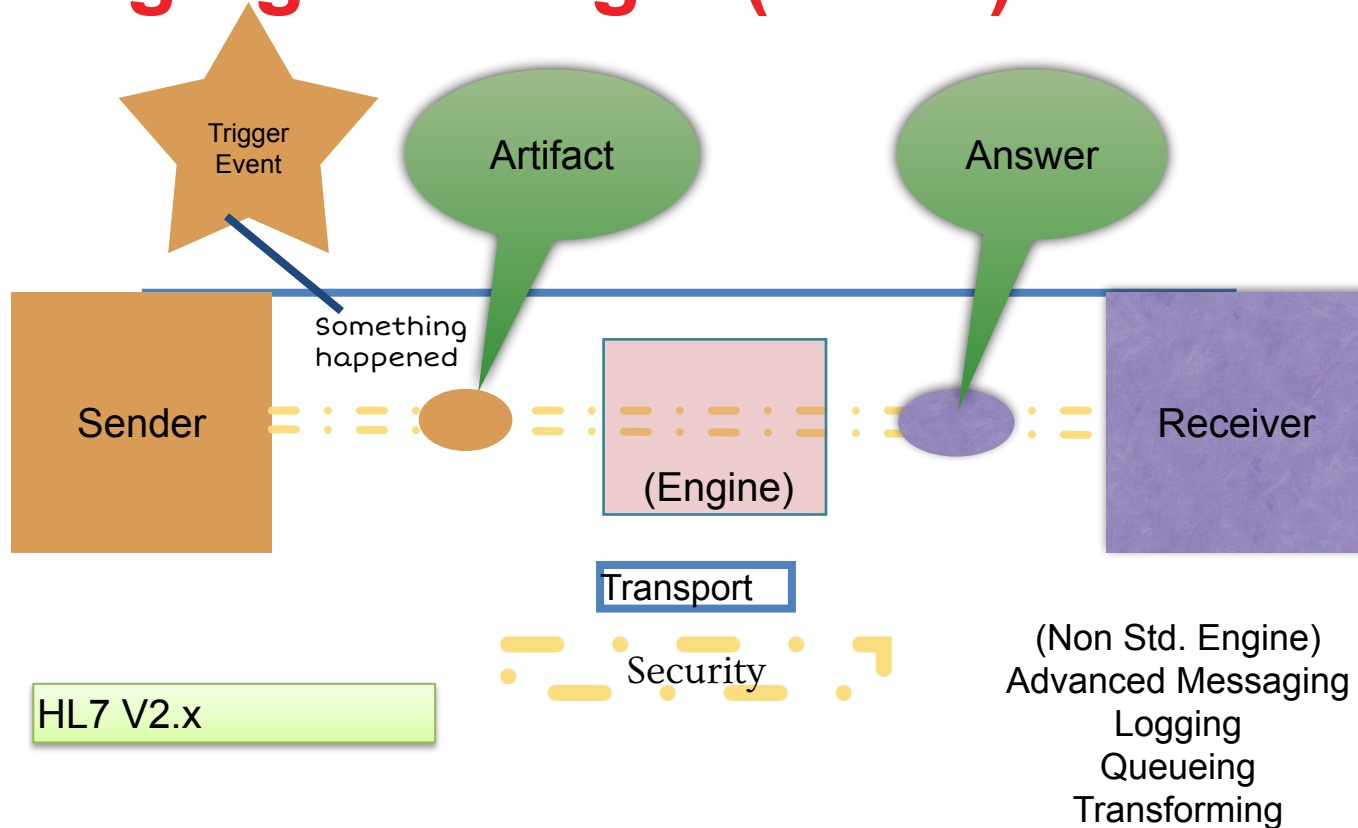 Trigger
Event
Artifact
Answer
Something
happened
Sender
Receiver
(Engine)
Transport
Security
HL7 V2.x
(Non Std. Engine)
Advanced Messaging
Logging
Queueing
Transforming